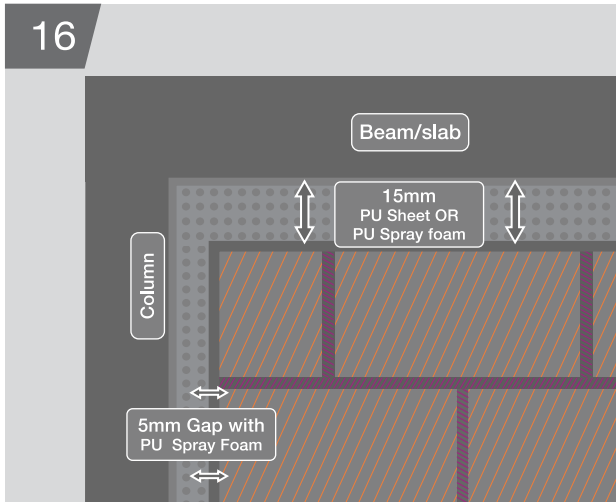 16
Beam/slab
15mm
PU Sheet OR
PU Spray foam
Column
5mm Gap with
PU Spray Foam